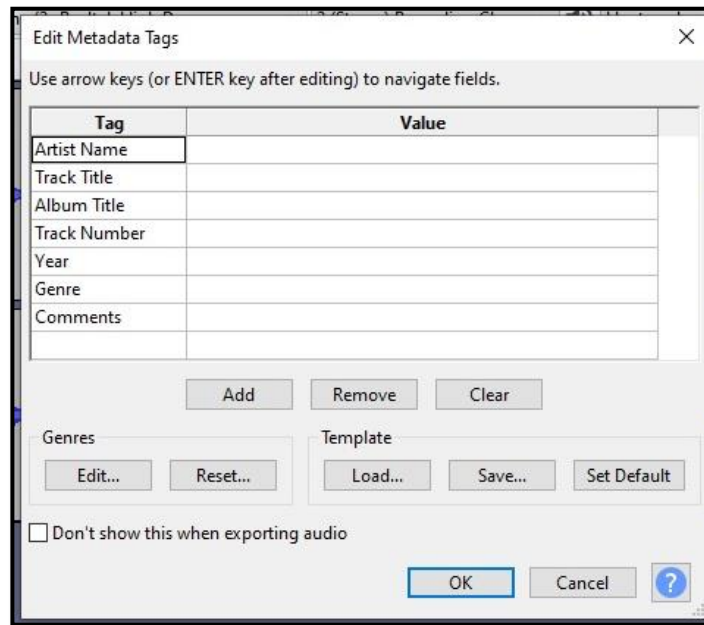 Edit Metadata Tags
Use arrow keys (or ENTER key after editing) to navigate fields.
Tag Value
Artist Name
Track Title
Album Title
Track Number
Year
Genre
Comments
Add Remove Clear
Genres Template
Edit... Reset... Load... Save... Set Default
Don't show this when exporting audio
OK Cancel ?